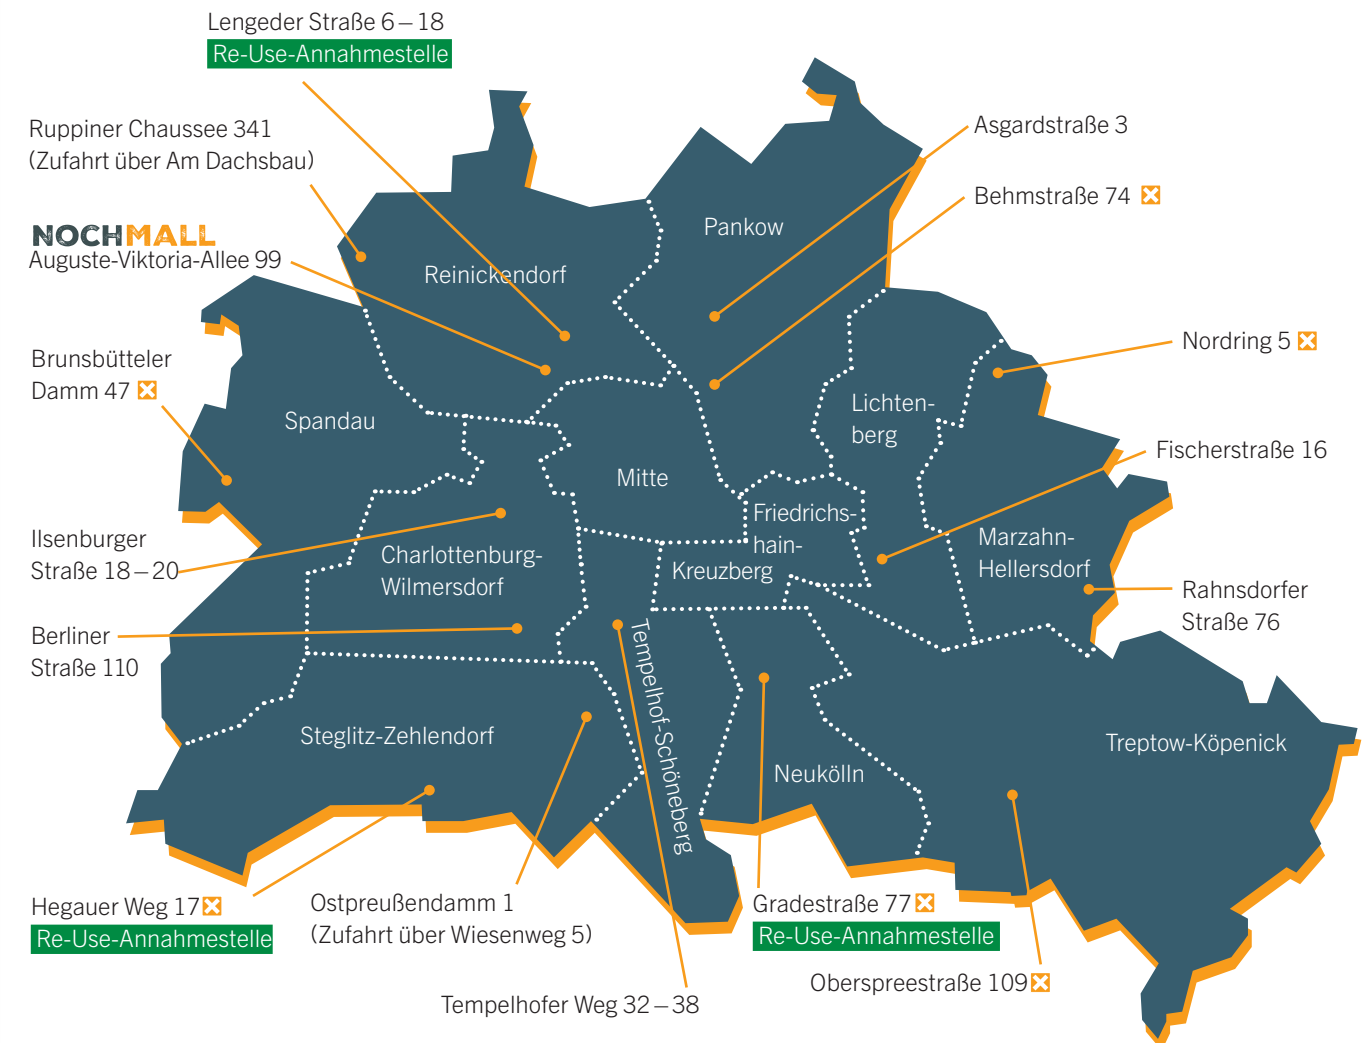 Lengeder Straße 6 – 18
Re-Use-Annahmestelle
Ruppiner Chaussee 341
(Zufahrt über Am Dachsbau)
NOCHMALL
Auguste-Viktoria-Allee 99
Brunsbütteler
Damm 47
Ilsenburger
Straße 18 – 20
Berliner
Straße 110
Hegauer Weg 17
Re-Use-Annahmestelle
Ostpreußendamm 1
(Zufahrt über Wiesenweg 5)
Tempelhofer Weg 32 – 38
Gradestraße 77
Re-Use-Annahmestelle
Oberspreestraße 109
Asgardstraße 3
Behmstraße 74
Nordring 5
Fischerstraße 16
Rahnsdorfer
Straße 76
Pankow
Reinickendorf
Spandau
Lichten-
berg
Mitte
Friedrichs-
hain-
Kreuzberg
Charlottenburg-
Wilmersdorf
Marzahn-
Hellersdorf
Steglitz-Zehlendorf
Tempelhof-Schöneberg
Neukölln
Treptow-Köpenick